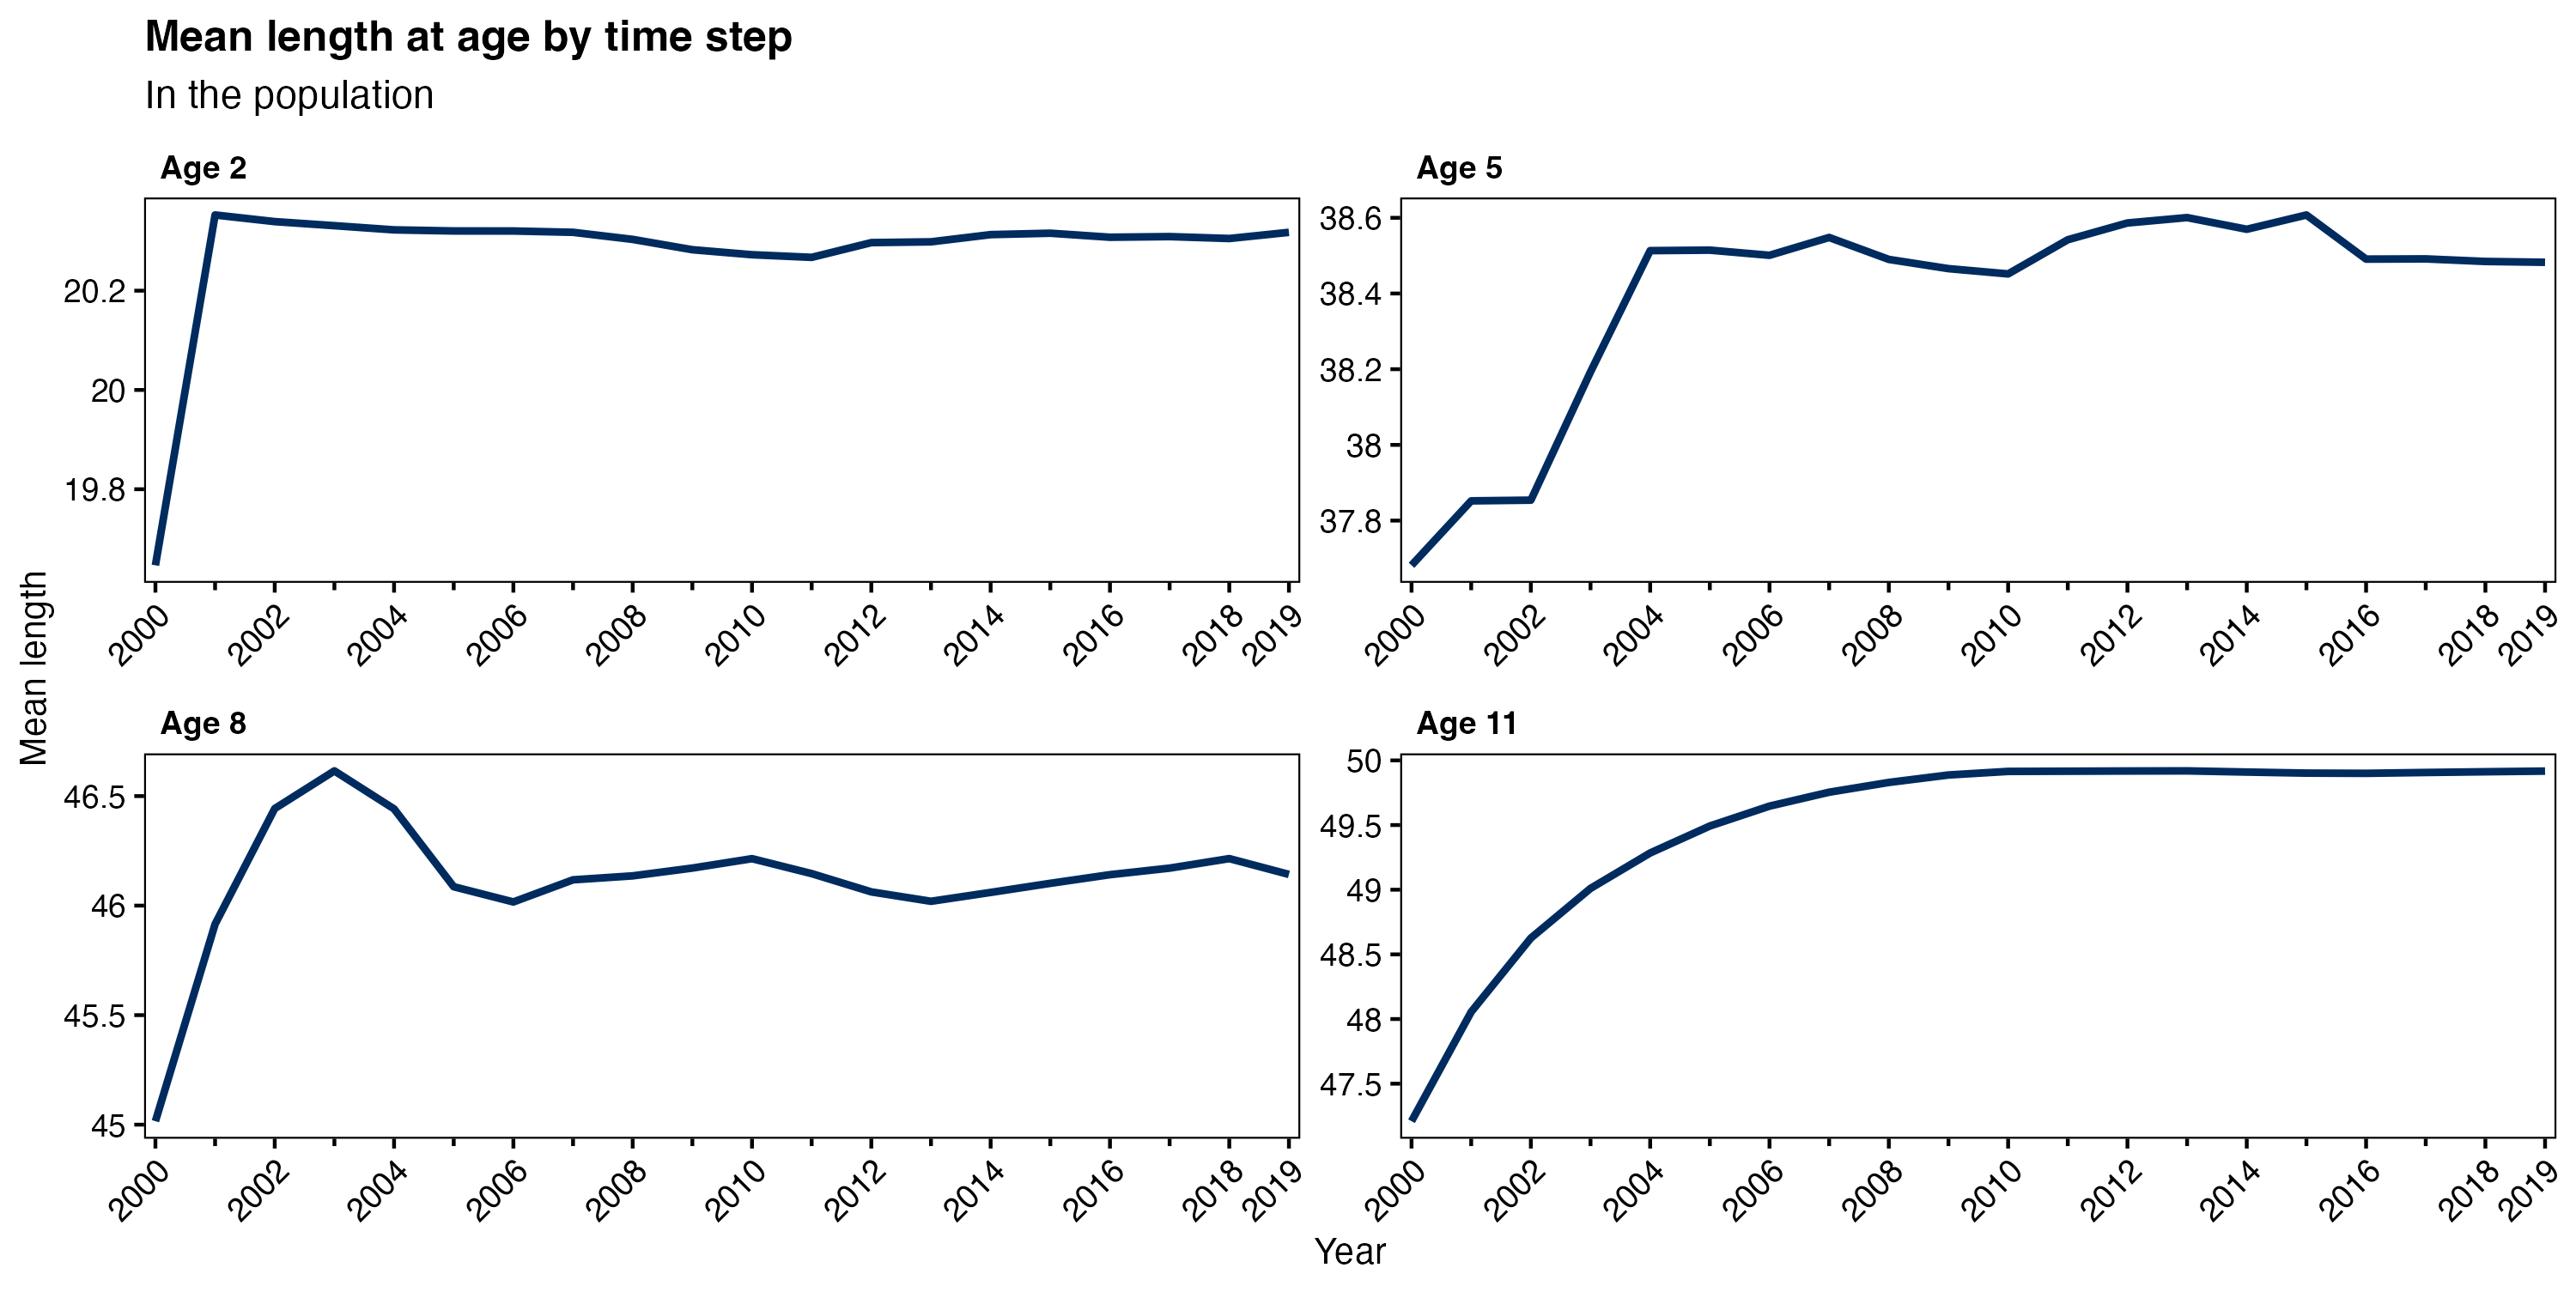 Mean length at age by time step
In the population
Age 2
20.2
20
19.8
2000 2002 2004 2006 2008 2010 2012 2014 2016 2018 2019
Age 5
38.6
38.4
38.2
38
37.8
2000 2002 2004 2006 2008 2010 2012 2014 2016 2018 2019
Mean length
Age 8
46.5
46
45.5
45
2000 2002 2004 2006 2008 2010 2012 2014 2016 2018 2019
Age 11
50
49.5
49
48.5
48
47.5
2000 2002 2004 2006 2008 2010 2012 2014 2016 2018 2019
Year